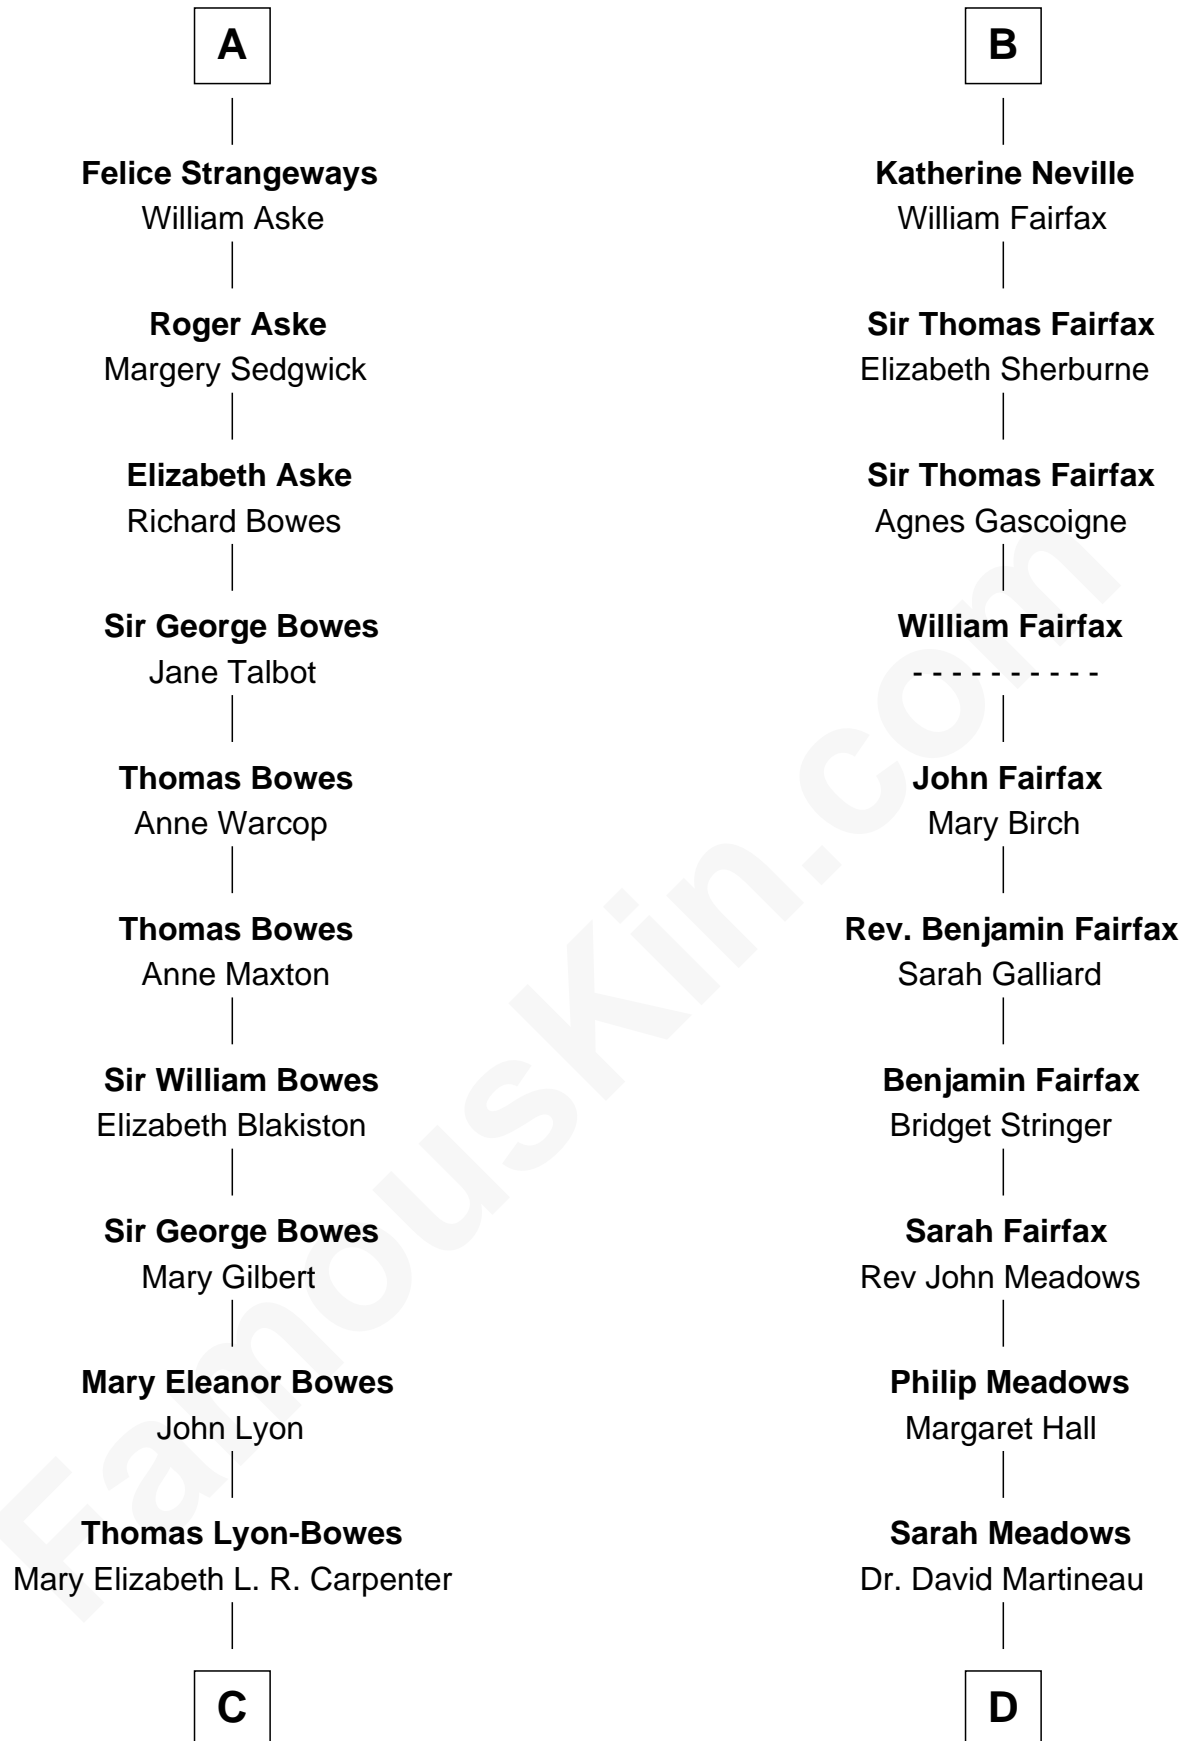 A
Felice Strangeways
William Aske
Roger Aske
Margery Sedgwick
Elizabeth Aske
Richard Bowes
Sir George Bowes
Jane Talbot
Thomas Bowes
Anne Warcop
Thomas Bowes
Anne Maxton
Sir William Bowes
Elizabeth Blakiston
Sir George Bowes
Mary Gilbert
Mary Eleanor Bowes
John Lyon
Thomas Lyon-Bowes
Mary Elizabeth L. R. Carpenter
C
B
Katherine Neville
William Fairfax
Sir Thomas Fairfax
Elizabeth Sherburne
Sir Thomas Fairfax
Agnes Gascoigne
William Fairfax
- - - - - - - - - -
John Fairfax
Mary Birch
Rev. Benjamin Fairfax
Sarah Galliard
Benjamin Fairfax
Bridget Stringer
Sarah Fairfax
Rev John Meadows
Philip Meadows
Margaret Hall
Sarah Meadows
Dr. David Martineau
D
FamousKin.com